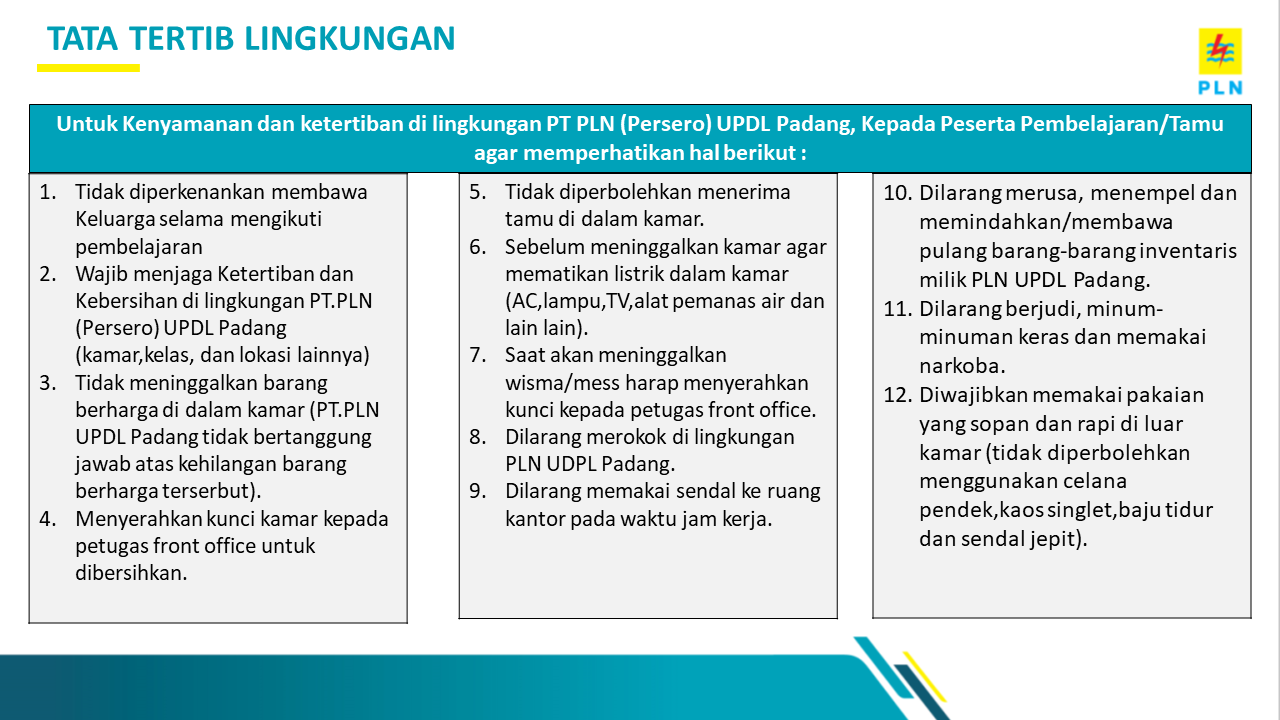 TATA TERTIB LINGKUNGAN
PLN
Untuk Kenyamanan dan ketertiban di lingkungan PT PLN (Persero) UPDL Padang, Kepada Peserta Pembelajaran/Tamu
agar memperhatikan hal berikut :
1. Tidak diperkenankan membawa
Keluarga selama mengikuti
pembelajaran
2. Wajib menjaga Ketertiban dan
Kebersihan di lingkungan PT.PLN
(Persero) UPDL Padang
(kamar,kelas, dan lokasi lainnya)
3. Tidak meninggalkan barang
berharga di dalam kamar (PT.PLN
UPDL Padang tidak bertanggung
jawab atas kehilangan barang
berharga terserbut).
4. Menyerahkan kunci kamar kepada
petugas front office untuk
dibersihkan.
5. Tidak diperbolehkan menerima
tamu di dalam kamar.
6. Sebelum meninggalkan kamar agar
mematikan listrik dalam kamar
(AC,lampu,TV,alat pemanas air dan
lain lain).
7. Saat akan meninggalkan
wisma/mess harap menyerahkan
kunci kepada petugas front office.
8. Dilarang merokok di lingkungan
PLN UDPL Padang.
9. Dilarang memakai sendal ke ruang
kantor pada waktu jam kerja.
10. Dilarang merusa, menempel dan
memindahkan/membawa
pulang barang-barang inventaris
milik PLN UPDL Padang.
11. Dilarang berjudi, minum-
minuman keras dan memakai
narkoba.
12. Diwajibkan memakai pakaian
yang sopan dan rapi di luar
kamar (tidak diperbolehkan
menggunakan celana
pendek,kaos singlet,baju tidur
dan sendal jepit).